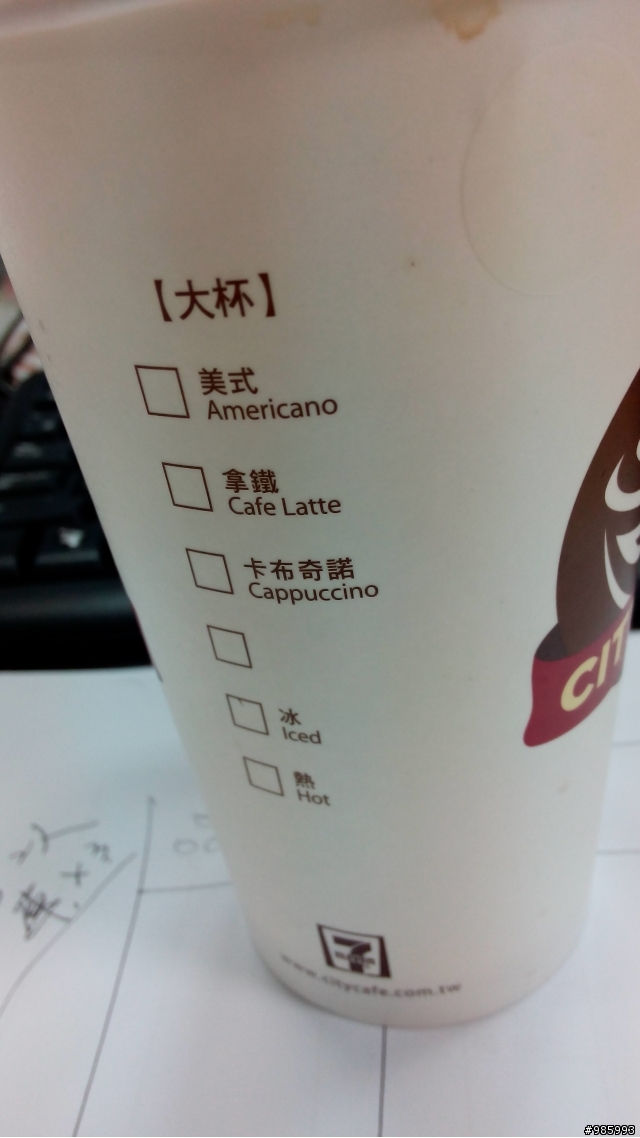 【大杯】
美式
Americano
拿鐵
Cafe Latte
卡布奇諾
Cappuccino
冰
Iced
熱
Hot
CIT
7
www.citycafe.com.tw
#985993